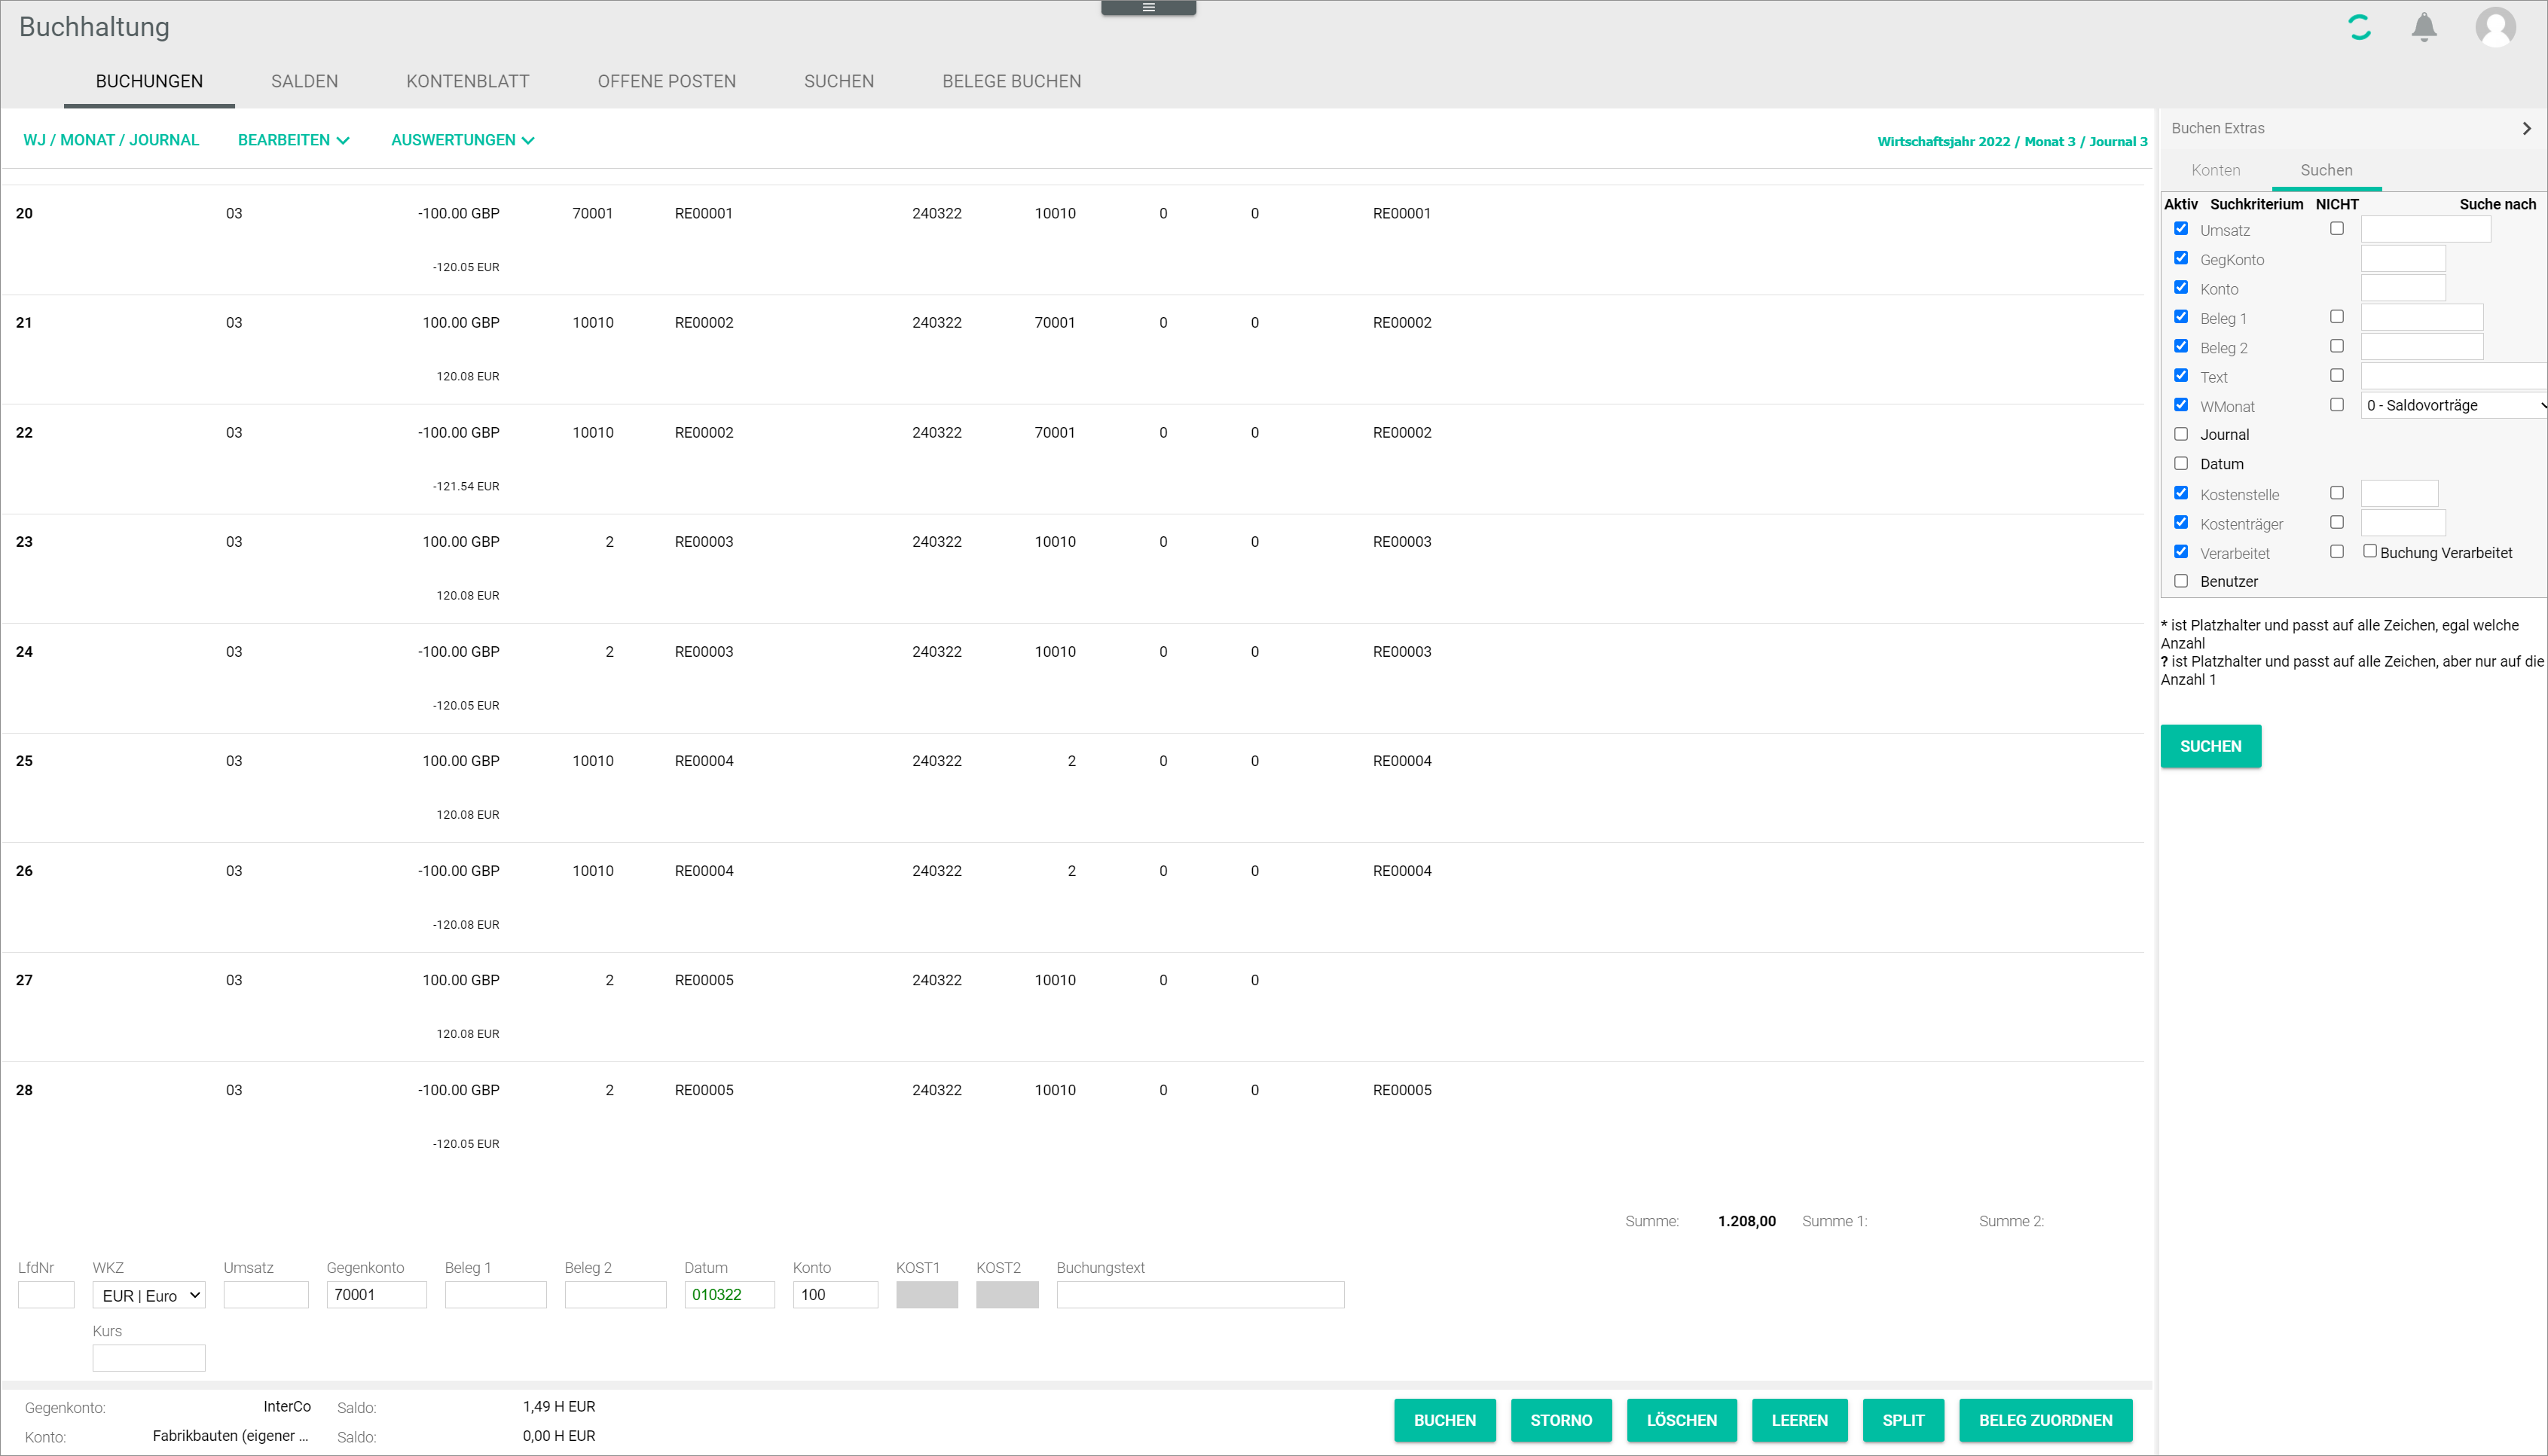 Buchhaltung
BUCHUNGEN SALDEN KONTENBLATT OFFENE POSTEN SUCHEN BELEGE BUCHEN
WJ / MONAT / JOURNAL BEARBEITEN AUSWERTUNGEN Wirtschaftsjahr 2022 / Monat 3 / Journal 3
20 03 -100.00 GBP 70001 RE00001 240322 10010 0 0 RE00001
-120.05 EUR
21 03 100.00 GBP 10010 RE00002 240322 70001 0 0 RE00002
120.08 EUR
22 03 -100.00 GBP 10010 RE00002 240322 70001 0 0 RE00002
-121.54 EUR
23 03 100.00 GBP 2 RE00003 240322 10010 0 0 RE00003
120.08 EUR
24 03 -100.00 GBP 2 RE00003 240322 10010 0 0 RE00003
-120.05 EUR
25 03 100.00 GBP 10010 RE00004 240322 2 0 0 RE00004
120.08 EUR
26 03 -100.00 GBP 10010 RE00004 240322 2 0 0 RE00004
-120.08 EUR
27 03 100.00 GBP 2 RE00005 240322 10010 0 0
120.08 EUR
28 03 -100.00 GBP 2 RE00005 240322 10010 0 0 RE00005
-120.05 EUR
Summe: 1.208,00 Summe 1: Summe 2:
LfdNr WKZ Umsatz Gegenkonto Beleg 1 Beleg 2 Datum Konto KOST1 KOST2 Buchungstext
EUR | Euro 70001 010322 100
Kurs
Gegenkonto: InterCo Saldo: 1,49 H EUR
Konto: Fabrikbauten (eigener ... Saldo: 0,00 H EUR
BUCHEN STORNO LÖSCHEN LEEREN SPLIT BELEG ZUORDNEN
Buchen Extras
Konten Suchen
Aktiv Suchkriterium NICHT Suche nach
Umsatz
GegKonto
Konto
Beleg 1
Beleg 2
Text
WMonat 0 - Saldovorträge
Journal
Datum
Kostenstelle
Kostenträger
Verarbeitet Buchung Verarbeitet
Benutzer
* ist Platzhalter und passt auf alle Zeichen, egal welche
Anzahl
? ist Platzhalter und passt auf alle Zeichen, aber nur auf die
Anzahl 1
SUCHEN